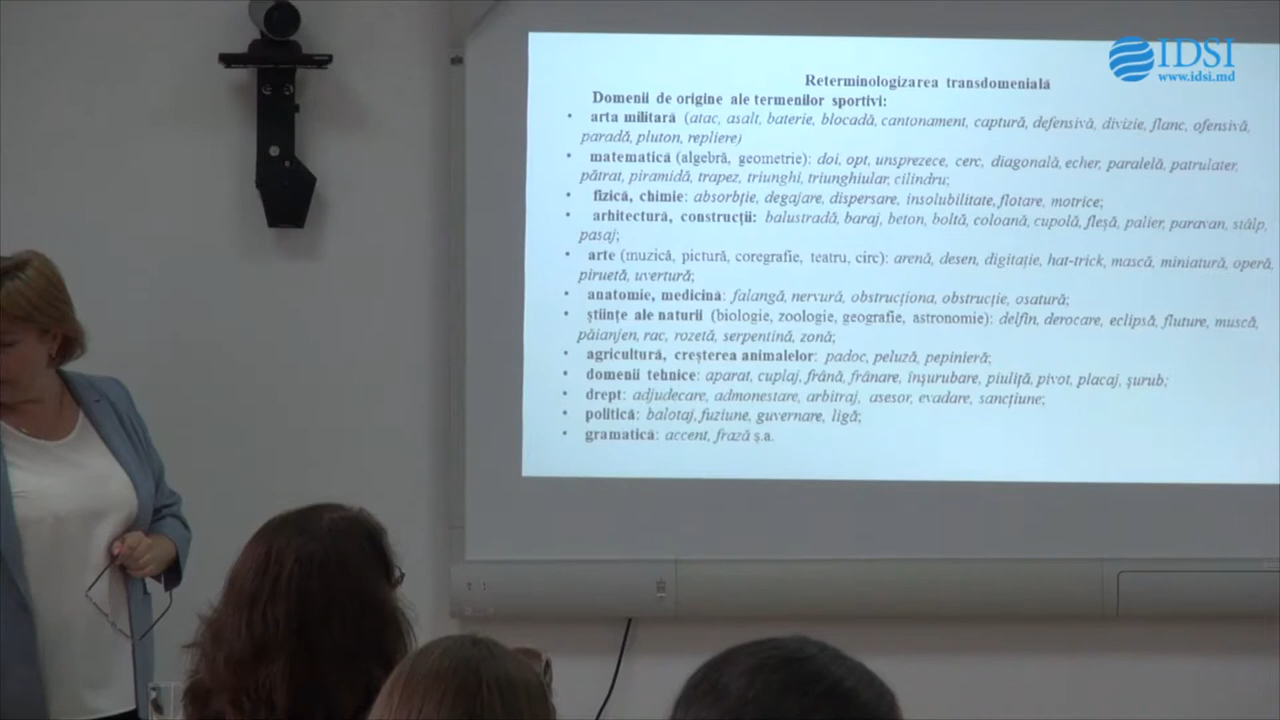 IDSI
www.idsi.md
Reterminologizarea transdomenială
Domenii de origine ale termenilor sportivi:
• arta militară (atac, asalt, baterie, blocadă, cantonament, captură, defensivă, divizie, flanc, ofensivă,
paradă, pluton, repliere)
• matematică (algebră, geometrie): doi, opt, unsprezece, cerc, diagonală, echer, paralelă, patrulater,
pătrat, piramidă, trapez, triunghi, triunghiular, cilindru;
• fizică, chimie: absorbție, degajare, dispersare, insolubilitate, flotare, motrice;
• arhitectură, construcții: balustradă, baraj, beton, boltă, coloană, cupolă, fleșă, palier, paravan, stâlp,
pasaj;
• arte (muzică, pictură, coregrafie, teatru, circ): arenă, desen, digitație, hat-trick, mască, miniatură, operă,
piruetă, uvertură;
• anatomie, medicină: falangă, nervură, obstrucționa, obstrucție, osatură;
• științe ale naturii (biologie, zoologie, geografie, astronomie): delfin, derocare, eclipsă, fluture, muscă,
păianjen, rac, rozetă, serpentină, zonă;
• agricultură, creșterea animalelor: padoc, peluză, pepinieră;
• domenii tehnice: aparat, cuplaj, frână, frânare, înșurubare, piuliță, pivot, placaj, șurub;
• drept: adjudecare, admonestare, arbitraj, asesor, evadare, sancțiune;
• politică: balotaj, fuziune, guvernare, ligă;
• gramatică: accent, frază ș.a.